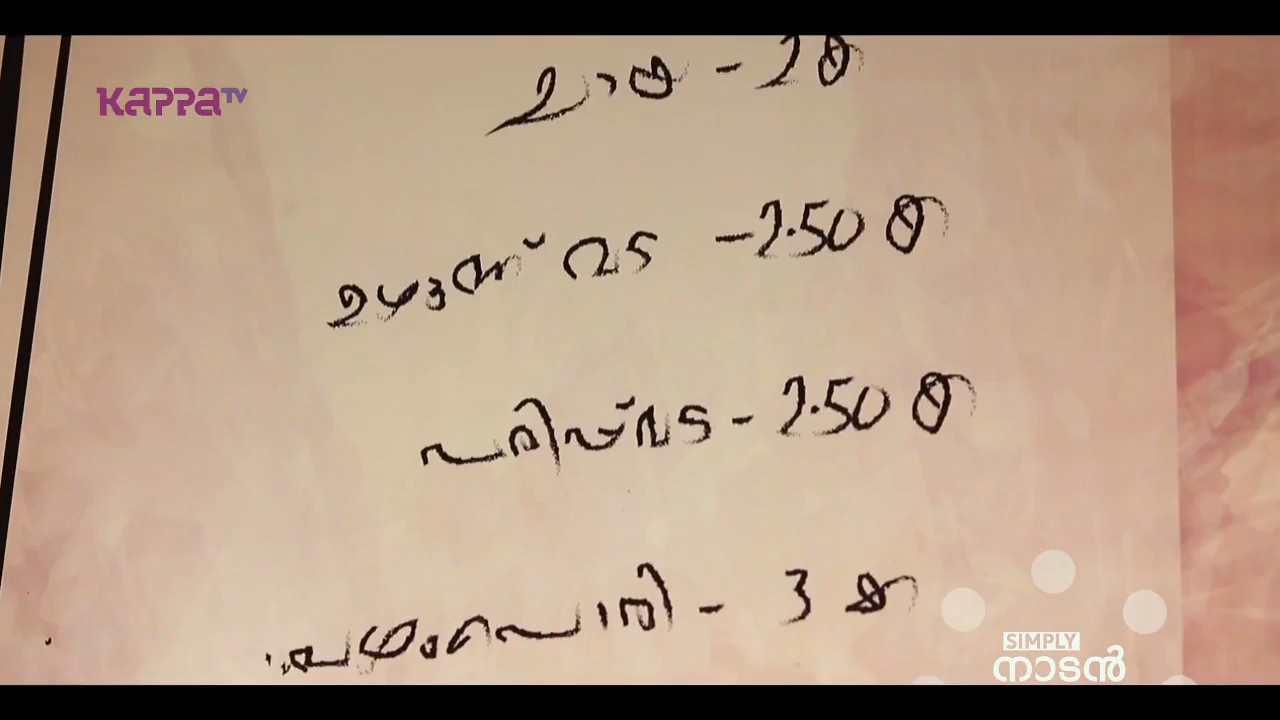 KAPPA TV
ചായ - 2 ക
ഉഴുന്ന് വട - 2.50 ക
പരിപ്പ് വട - 2.50 ക
പഴംപൊരി - 3 ക
SIMPLY
നാടൻ